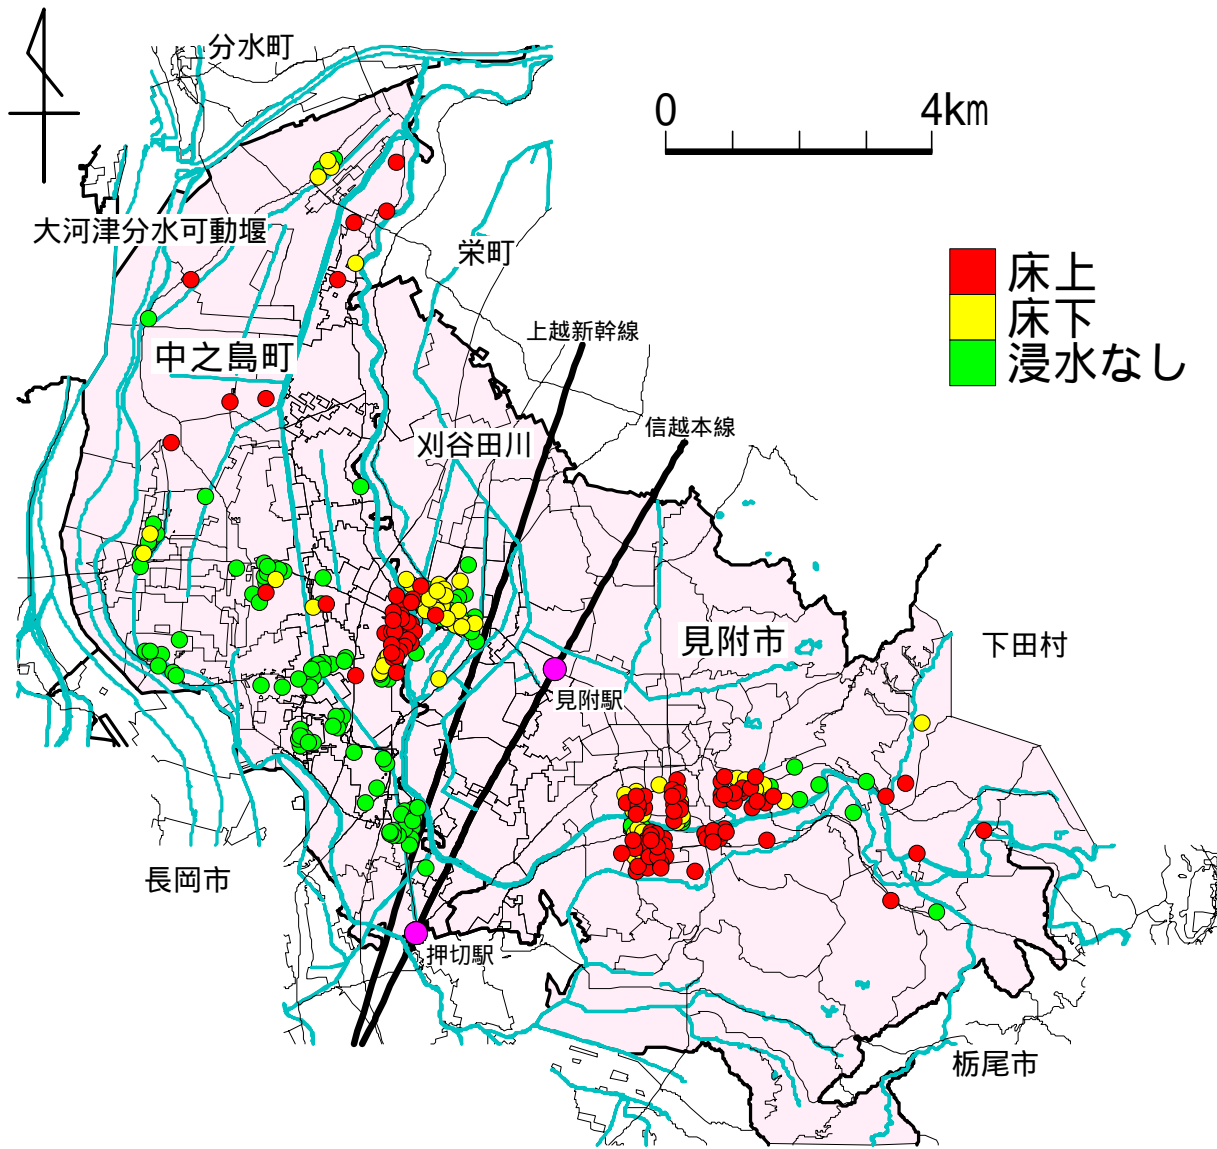 分水町
0
4km
大河津分水可動堰
栄町
床上
床下
浸水なし
上越新幹線
中之島町
信越本線
刈谷田川
見附市
下田村
見附駅
長岡市
押切駅
栃尾市